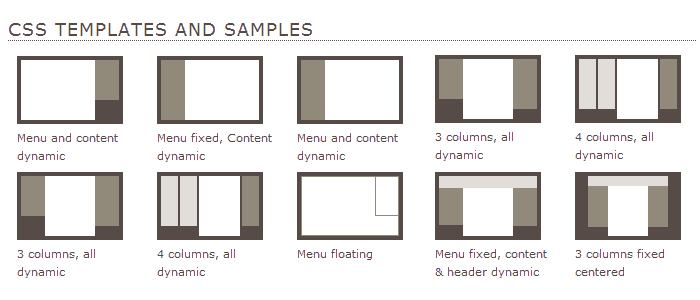 CSS TEMPLATES AND SAMPLES
Menu and content
dynamic
Menu fixed, Content
dynamic
Menu and content
dynamic
3 columns, all
dynamic
4 columns, all
dynamic
3 columns, all
dynamic
4 columns, all
dynamic
Menu floating
Menu fixed, content
& header dynamic
3 columns fixed
centered